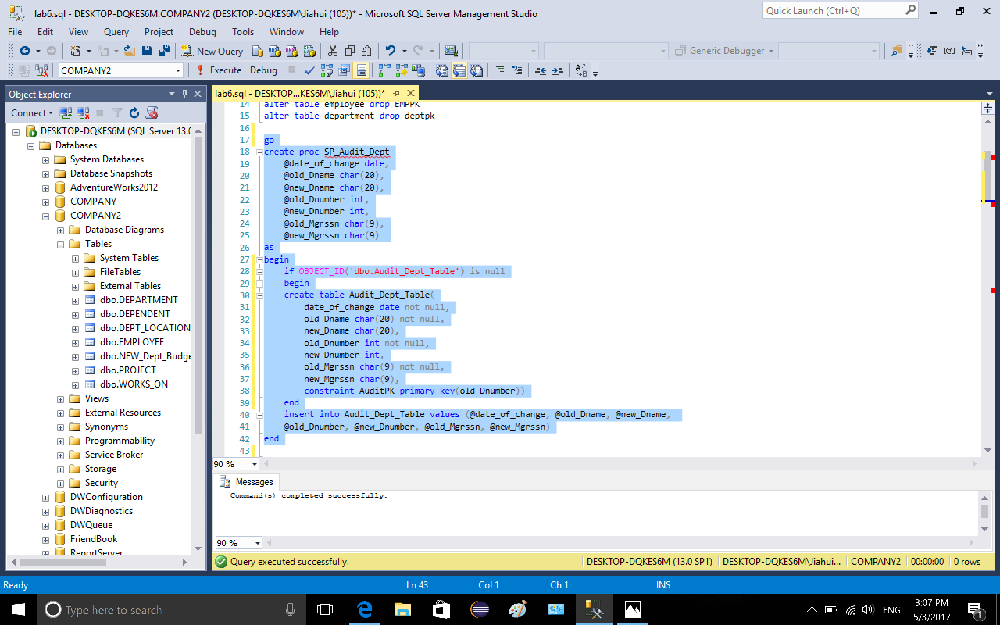 lab6.sql - DESKTOP-DQKES6M.COMPANY2 (DESKTOP-DQKES6M\Jiahui (105))* - Microsoft SQL Server Management Studio
Quick Launch (Ctrl+Q)
File Edit View Query Project Debug Tools Window Help
New Query
Generic Debugger
COMPANY2
Execute Debug
Object Explorer
Connect
DESKTOP-DQKES6M (SQL Server 13.0
Databases
System Databases
Database Snapshots
AdventureWorks2012
COMPANY
COMPANY2
Database Diagrams
Tables
System Tables
FileTables
External Tables
dbo.DEPARTMENT
dbo.DEPENDENT
dbo.DEPT_LOCATION
dbo.EMPLOYEE
dbo.NEW_Dept_Budge
dbo.PROJECT
dbo.WORKS_ON
Views
External Resources
Synonyms
Programmability
Service Broker
Storage
Security
DWConfiguration
DWDiagnostics
DWQueue
FriendBook
ReportServer
lab6.sql - DESKTOP...KES6M\Jiahui (105))*
14 alter table employee drop EMPPK
15 alter table department drop deptpk
16
17 go
18 create proc SP_Audit_Dept
19 @date_of_change date,
20 @old_Dname char(20),
21 @new_Dname char(20),
22 @old_Dnumber int,
23 @new_Dnumber int,
24 @old_Mgrssn char(9),
25 @new_Mgrssn char(9)
26 as
27 begin
28 if OBJECT_ID('dbo.Audit_Dept_Table') is null
29 begin
30 create table Audit_Dept_Table(
31 date_of_change date not null,
32 old_Dname char(20) not null,
33 new_Dname char(20),
34 old_Dnumber int not null,
35 new_Dnumber int,
36 old_Mgrssn char(9) not null,
37 new_Mgrssn char(9),
38 constraint AuditPK primary key(old_Dnumber))
39 end
40 insert into Audit_Dept_Table values (@date_of_change, @old_Dname, @new_Dname,
41 @old_Dnumber, @new_Dnumber, @old_Mgrssn, @new_Mgrssn)
42 end
43
90 %
Messages
Command(s) completed successfully.
90 %
Query executed successfully. DESKTOP-DQKES6M (13.0 SP1) DESKTOP-DQKES6M\Jiahui... COMPANY2 00:00:00 0 rows
Ready Ln 43 Col 1 Ch 1 INS
Type here to search
ENG
3:07 PM
5/3/2017
1